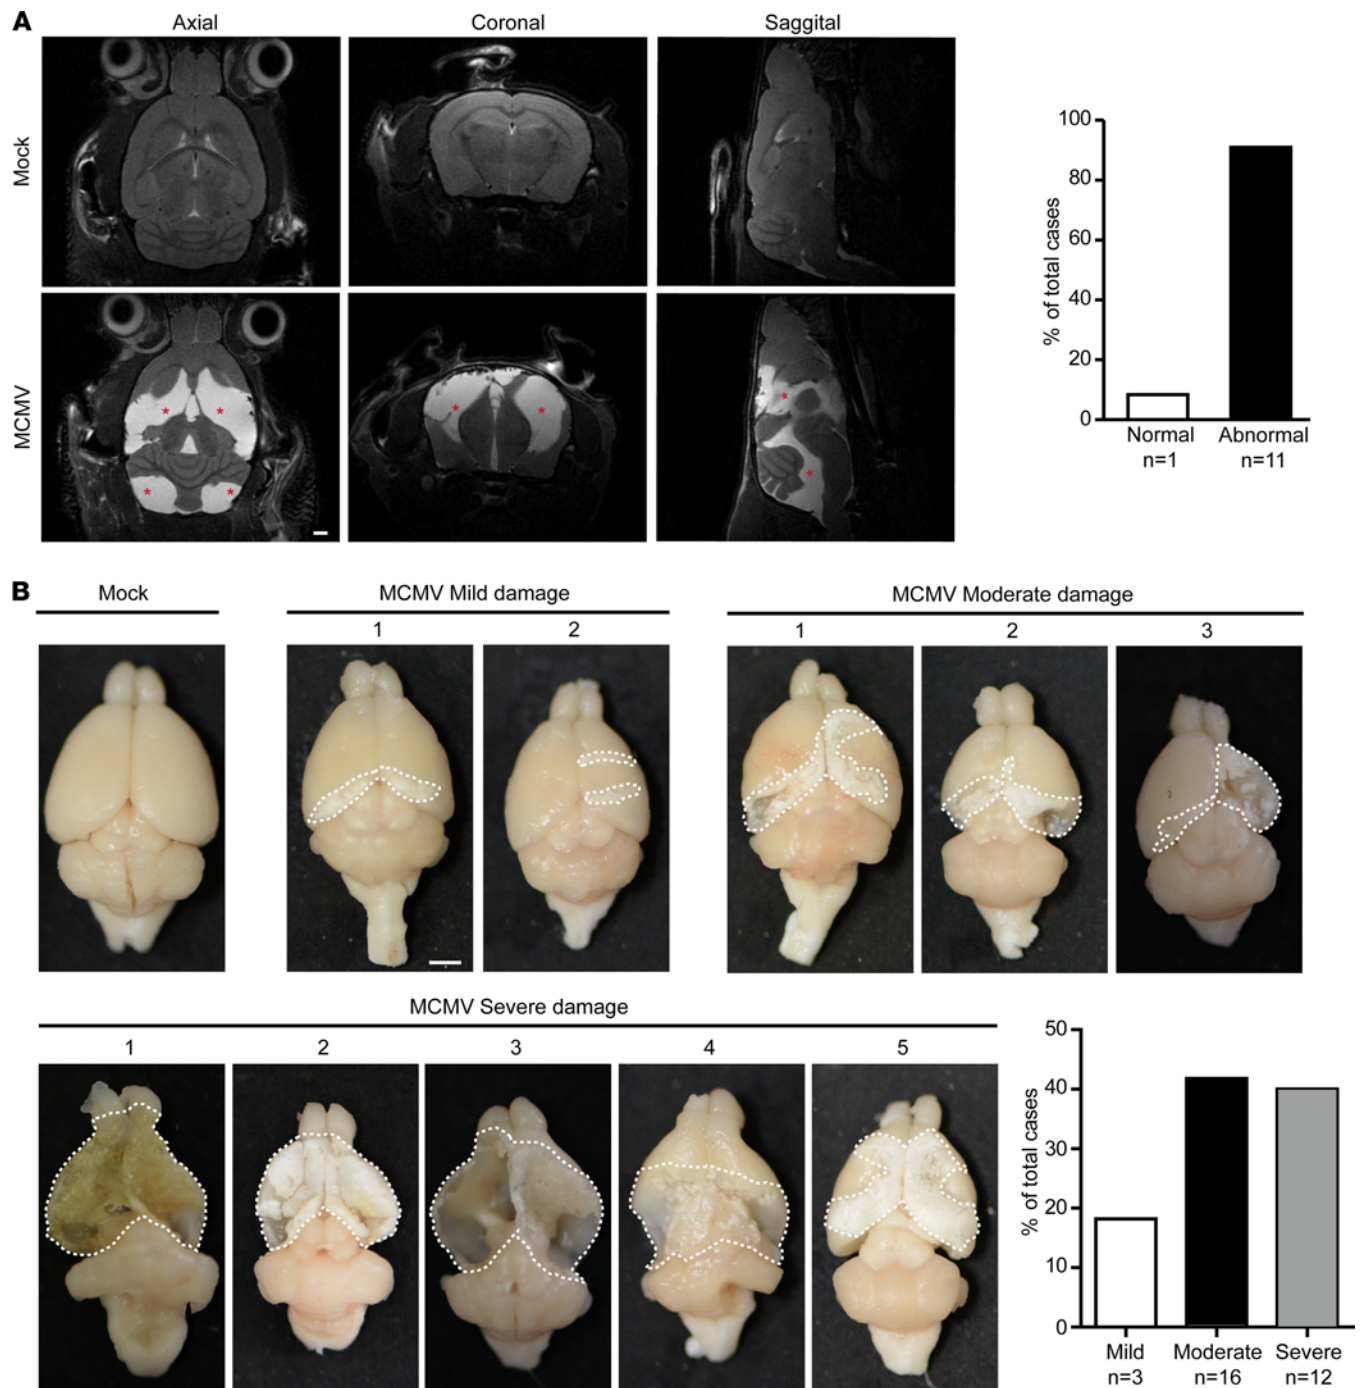 A
Axial Coronal Saggital
Mock
MCMV
* * * * * * * *
% of total cases
100
80
60
40
20
0
Normal Abnormal
n=1 n=11
B
Mock MCMV Mild damage MCMV Moderate damage
1 2 1 2 3
MCMV Severe damage
1 2 3 4 5
% of total cases
50
40
30
20
10
0
Mild Moderate Severe
n=3 n=16 n=12